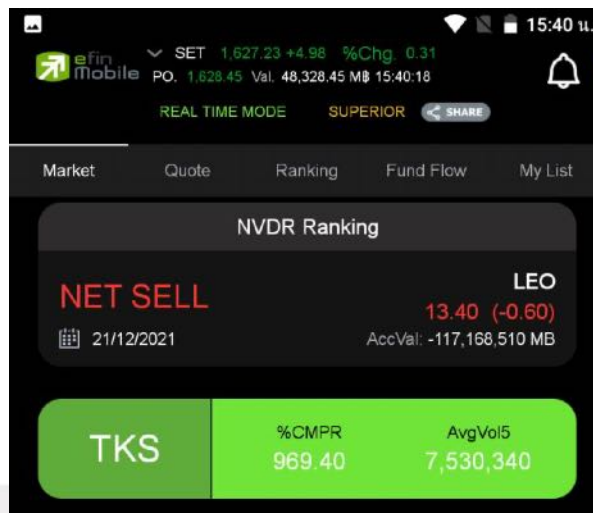 15:40 น.
efin Mobile
SET 1,627.23 +4.98 %Chg. 0.31
PO. 1,628.45 Val. 48,328.45 M฿ 15:40:18
REAL TIME MODE SUPERIOR SHARE
Market Quote Ranking Fund Flow My List
NVDR Ranking
NET SELL LEO
13.40 (-0.60)
21/12/2021 AccVal: -117,168,510 MB
TKS %CMPR AvgVol5
969.40 7,530,340